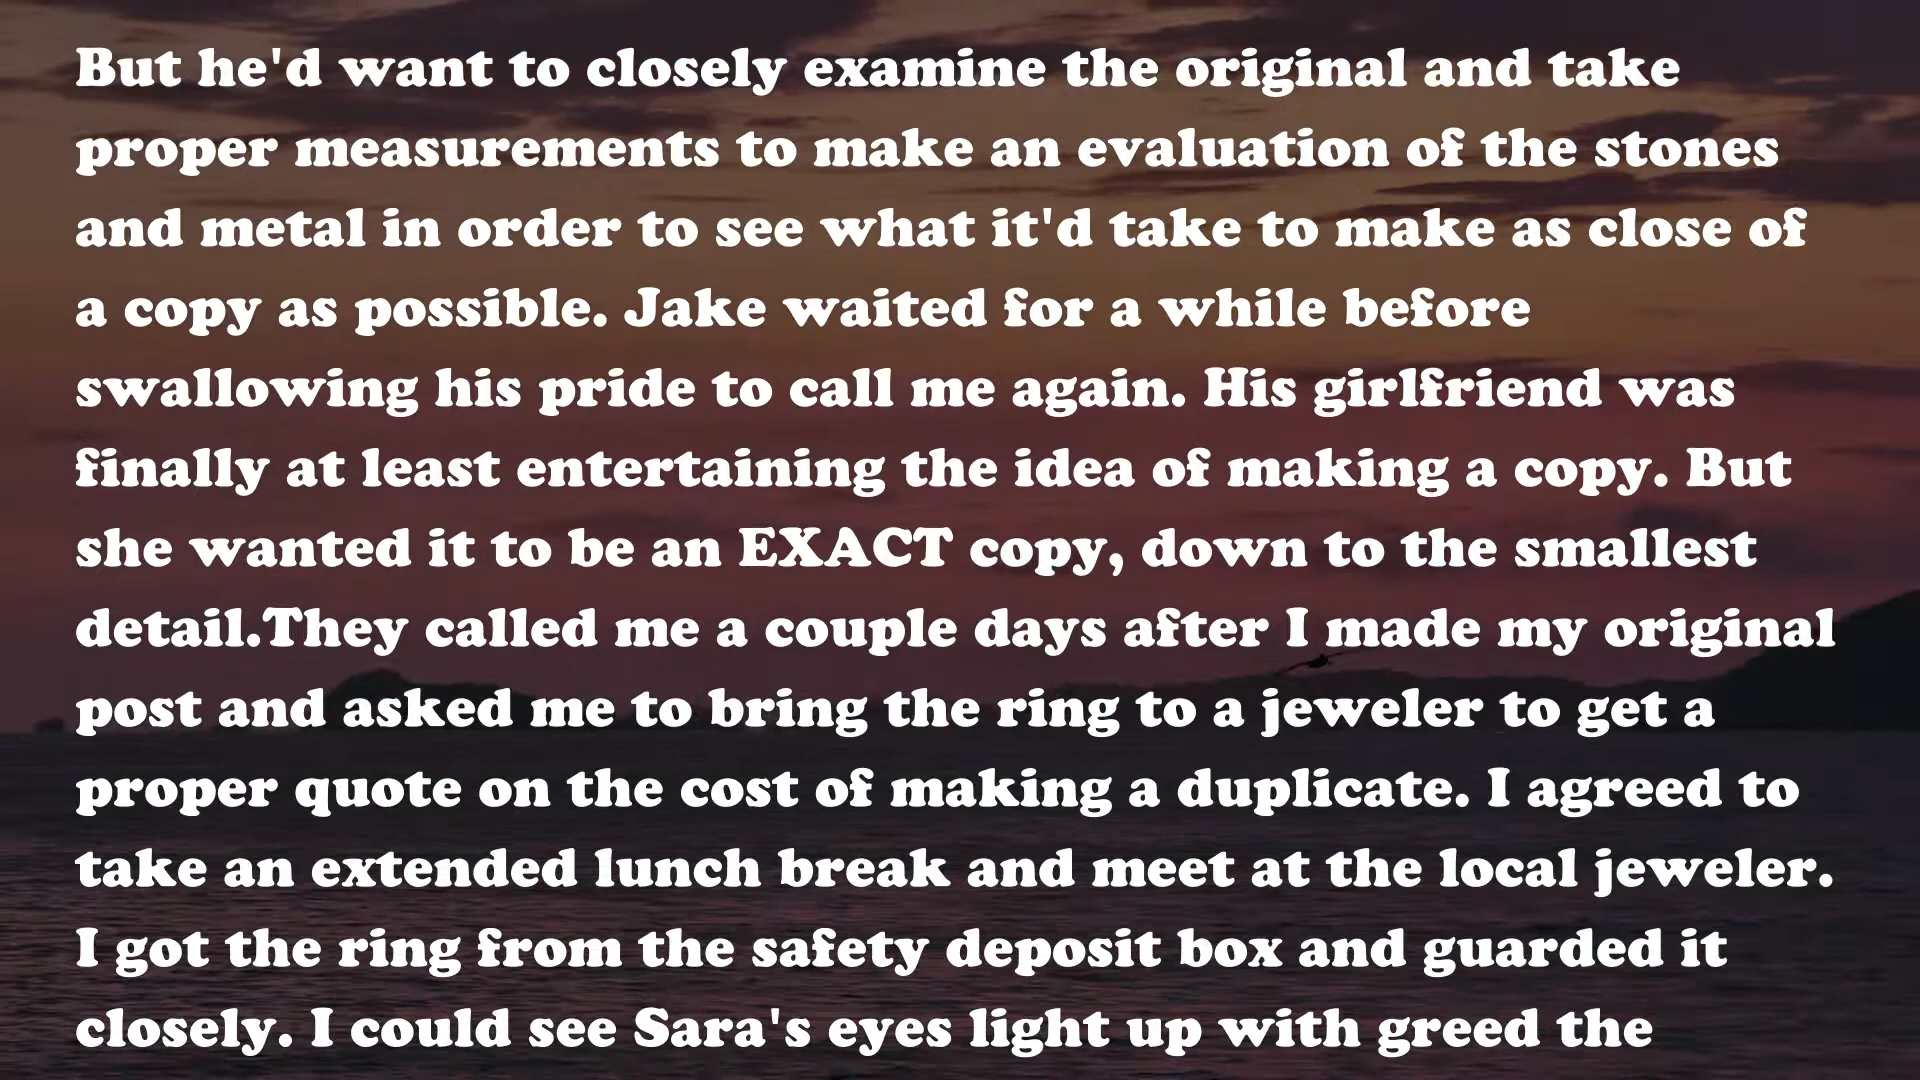 But he'd want to closely examine the original and take
proper measurements to make an evaluation of the stones
and metal in order to see what it'd take to make as close of
a copy as possible. Jake waited for a while before
swallowing his pride to call me again. His girlfriend was
finally at least entertaining the idea of making a copy. But
she wanted it to be an EXACT copy, down to the smallest
detail.They called me a couple days after I made my original
post and asked me to bring the ring to a jeweler to get a
proper quote on the cost of making a duplicate. I agreed to
take an extended lunch break and meet at the local jeweler.
I got the ring from the safety deposit box and guarded it
closely. I could see Sara's eyes light up with greed the